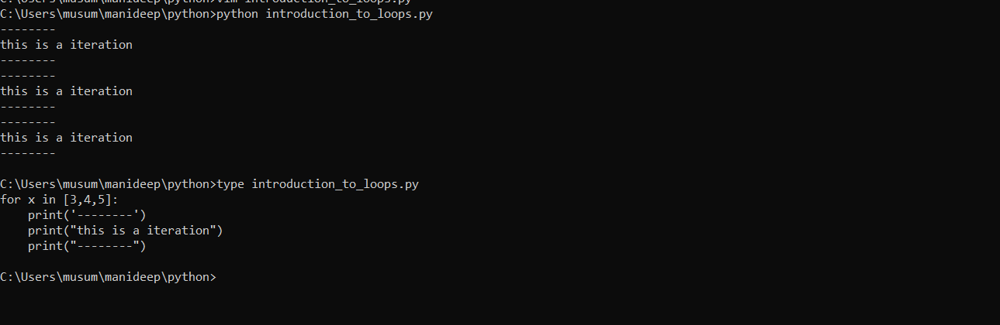 C:\Users\musum\manideep\python>vim introduction_to_loops.py
C:\Users\musum\manideep\python>python introduction_to_loops.py
--------
this is a iteration
--------
--------
this is a iteration
--------
--------
this is a iteration
--------
C:\Users\musum\manideep\python>type introduction_to_loops.py
for x in [3,4,5]:
    print('--------')
    print("this is a iteration")
    print("--------")
C:\Users\musum\manideep\python>